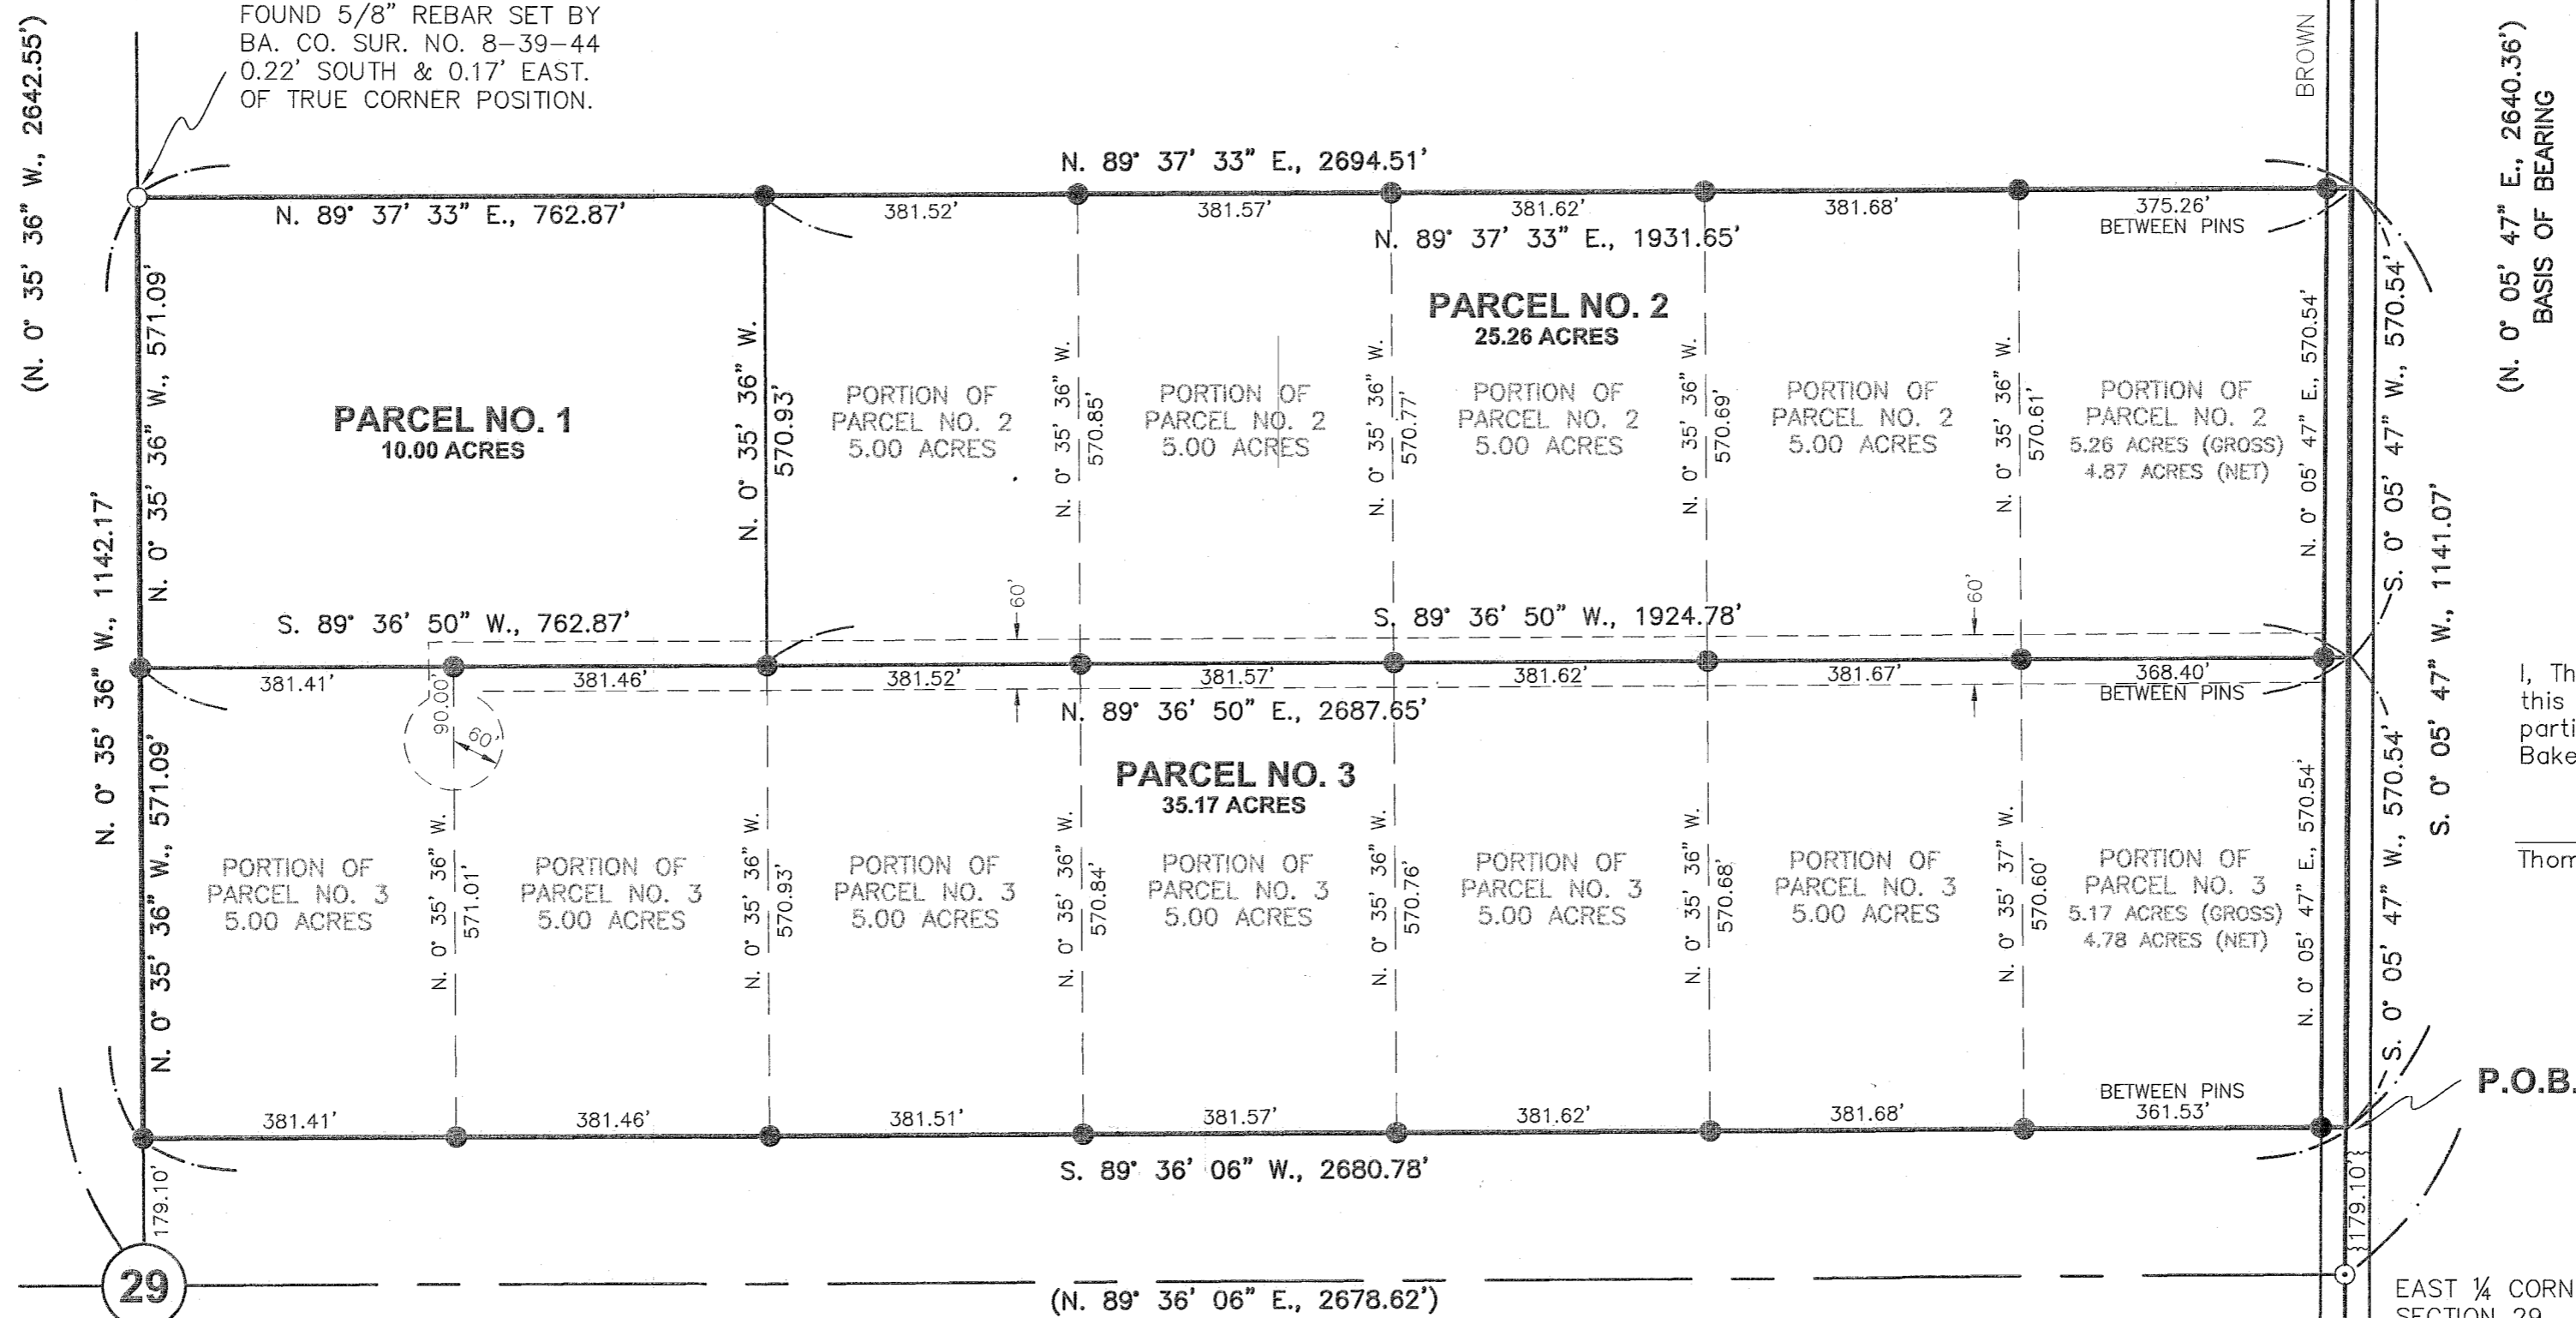 FOUND 5/8" REBAR SET BY
BA. CO. SUR. NO. 8-39-44
0.22' SOUTH & 0.17' EAST.
OF TRUE CORNER POSITION.
(N. 0° 35' 36" W., 2642.55')
BROWN
(N. 0° 05' 47" E., 2640.36')
BASIS OF BEARING
N. 89° 37' 33" E., 2694.51'
N. 89° 37' 33" E., 762.87'
381.52'
381.57'
381.62'
381.68'
375.26'
BETWEEN PINS
N. 89° 37' 33" E., 1931.65'
N. 0° 35' 36" W., 571.09'
PARCEL NO. 1
10.00 ACRES
N. 0° 35' 36" W.
570.93'
PARCEL NO. 2
25.26 ACRES
PORTION OF
PARCEL NO. 2
5.00 ACRES
N. 0° 35' 36" W.
570.85'
PORTION OF
PARCEL NO. 2
5.00 ACRES
N. 0° 35' 36" W.
570.77'
PORTION OF
PARCEL NO. 2
5.00 ACRES
N. 0° 35' 36" W.
570.69'
PORTION OF
PARCEL NO. 2
5.00 ACRES
N. 0° 35' 36" W.
570.61'
PORTION OF
PARCEL NO. 2
5.26 ACRES (GROSS)
4.87 ACRES (NET)
N. 0° 05' 47" E., 570.54'
S. 0° 05' 47" W., 570.54'
N. 0° 35' 36" W., 1142.17'
S. 0° 05' 47" W., 1141.07'
S. 89° 36' 50" W., 762.87'
60'
S. 89° 36' 50" W., 1924.78'
60'
381.41'
381.46'
381.52'
381.57'
381.62'
381.67'
368.40'
BETWEEN PINS
N. 89° 36' 50" E., 2687.65'
90.00'
60'
I, Th
this
parti
Bake
Thom
PARCEL NO. 3
35.17 ACRES
N. 0° 35' 36" W., 571.09'
PORTION OF
PARCEL NO. 3
5.00 ACRES
N. 0° 35' 36" W.
571.01'
PORTION OF
PARCEL NO. 3
5.00 ACRES
N. 0° 35' 36" W.
570.93'
PORTION OF
PARCEL NO. 3
5.00 ACRES
N. 0° 35' 36" W.
570.84'
PORTION OF
PARCEL NO. 3
5.00 ACRES
N. 0° 35' 36" W.
570.76'
PORTION OF
PARCEL NO. 3
5.00 ACRES
N. 0° 35' 36" W.
570.68'
PORTION OF
PARCEL NO. 3
5.00 ACRES
N. 0° 35' 37" W.
570.60'
PORTION OF
PARCEL NO. 3
5.17 ACRES (GROSS)
4.78 ACRES (NET)
N. 0° 05' 47" E., 570.54'
S. 0° 05' 47" W., 570.54'
P.O.B.
381.41'
381.46'
381.51'
381.57'
381.62'
381.68'
BETWEEN PINS
361.53'
S. 89° 36' 06" W., 2680.78'
179.10'
179.10'
29
(N. 89° 36' 06" E., 2678.62')
EAST ¼ CORN
SECTION 29